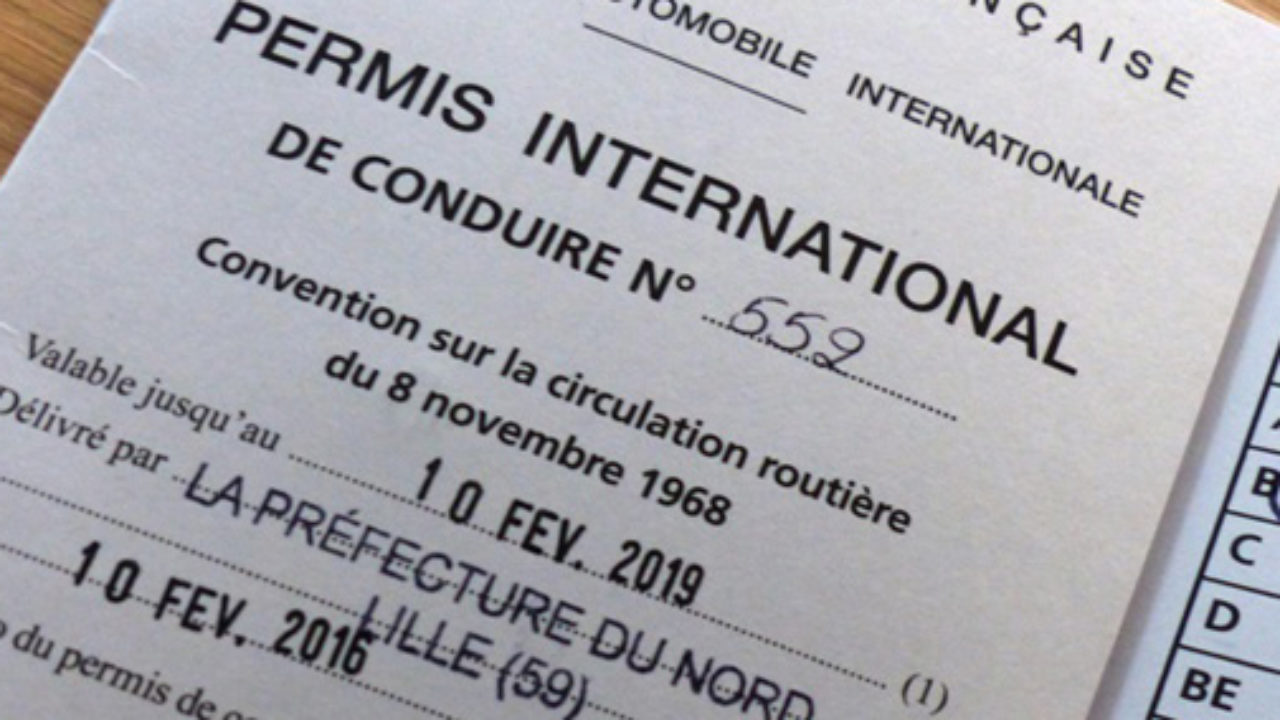 NÇAISE
TOMOBILE INTERNATIONALE
PERMIS INTERNATIONAL
DE CONDUIRE N° 552
Convention sur la circulation routière
du 8 novembre 1968
Valable jusqu'au 10 FEV. 2019 (1)
Délivré par LA PRÉFECTURE DU NORD
LILLE (59)
10 FEV. 2016
du permis de
B
C
D
BE